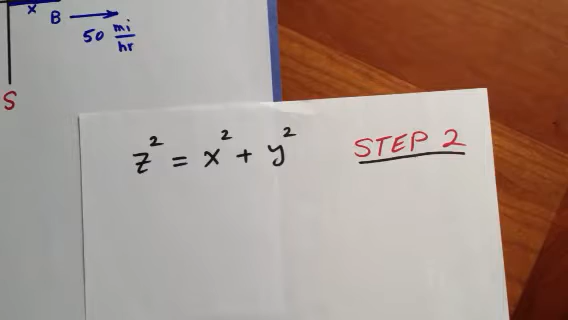 x B → 50 mi/hr
S
z² = x² + y²
STEP 2